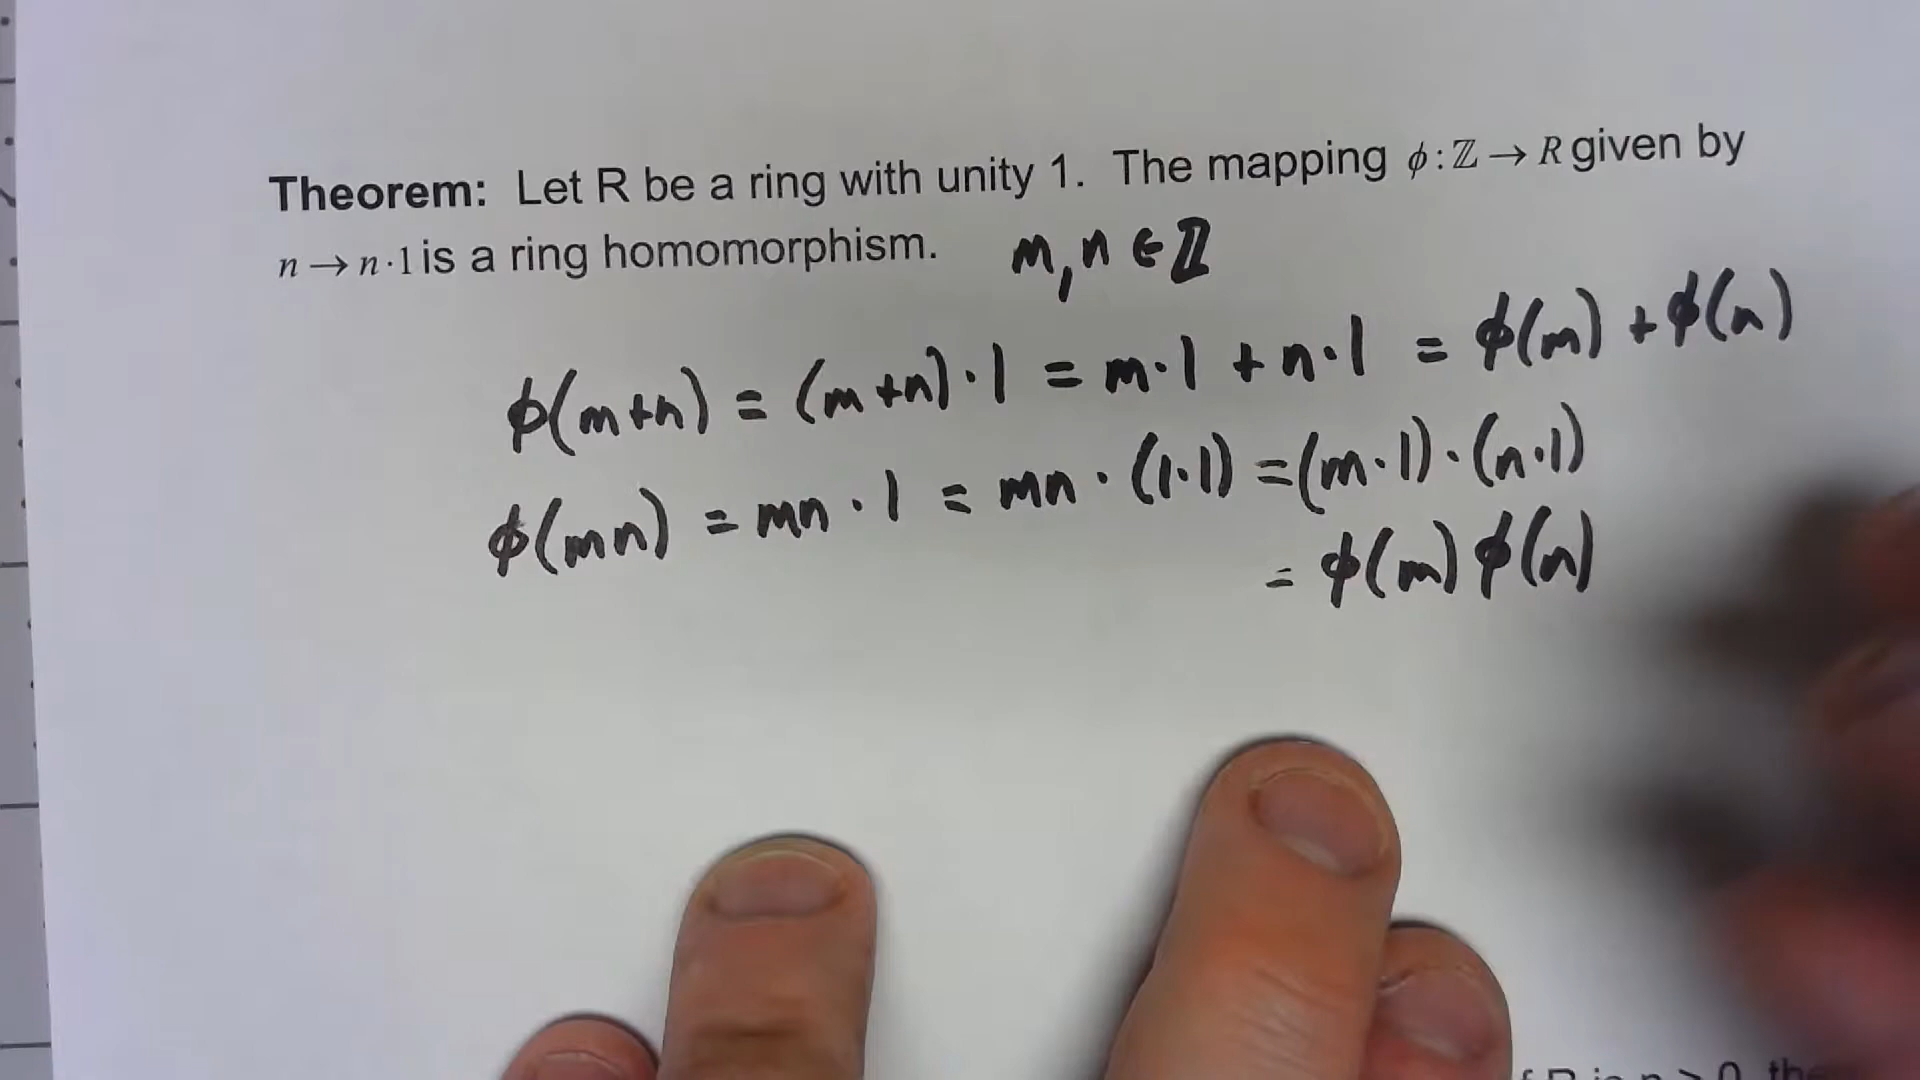 Theorem: Let R be a ring with unity 1. The mapping ϕ:ℤ→R given by
n→n·1 is a ring homomorphism. m,n∈ℤ
ϕ(m+n) = (m+n)·1 = m·1 + n·1 = ϕ(m)+ϕ(n)
ϕ(mn) = mn·1 = mn·(1·1) =(m·1)·(n·1)
= ϕ(m)ϕ(n)